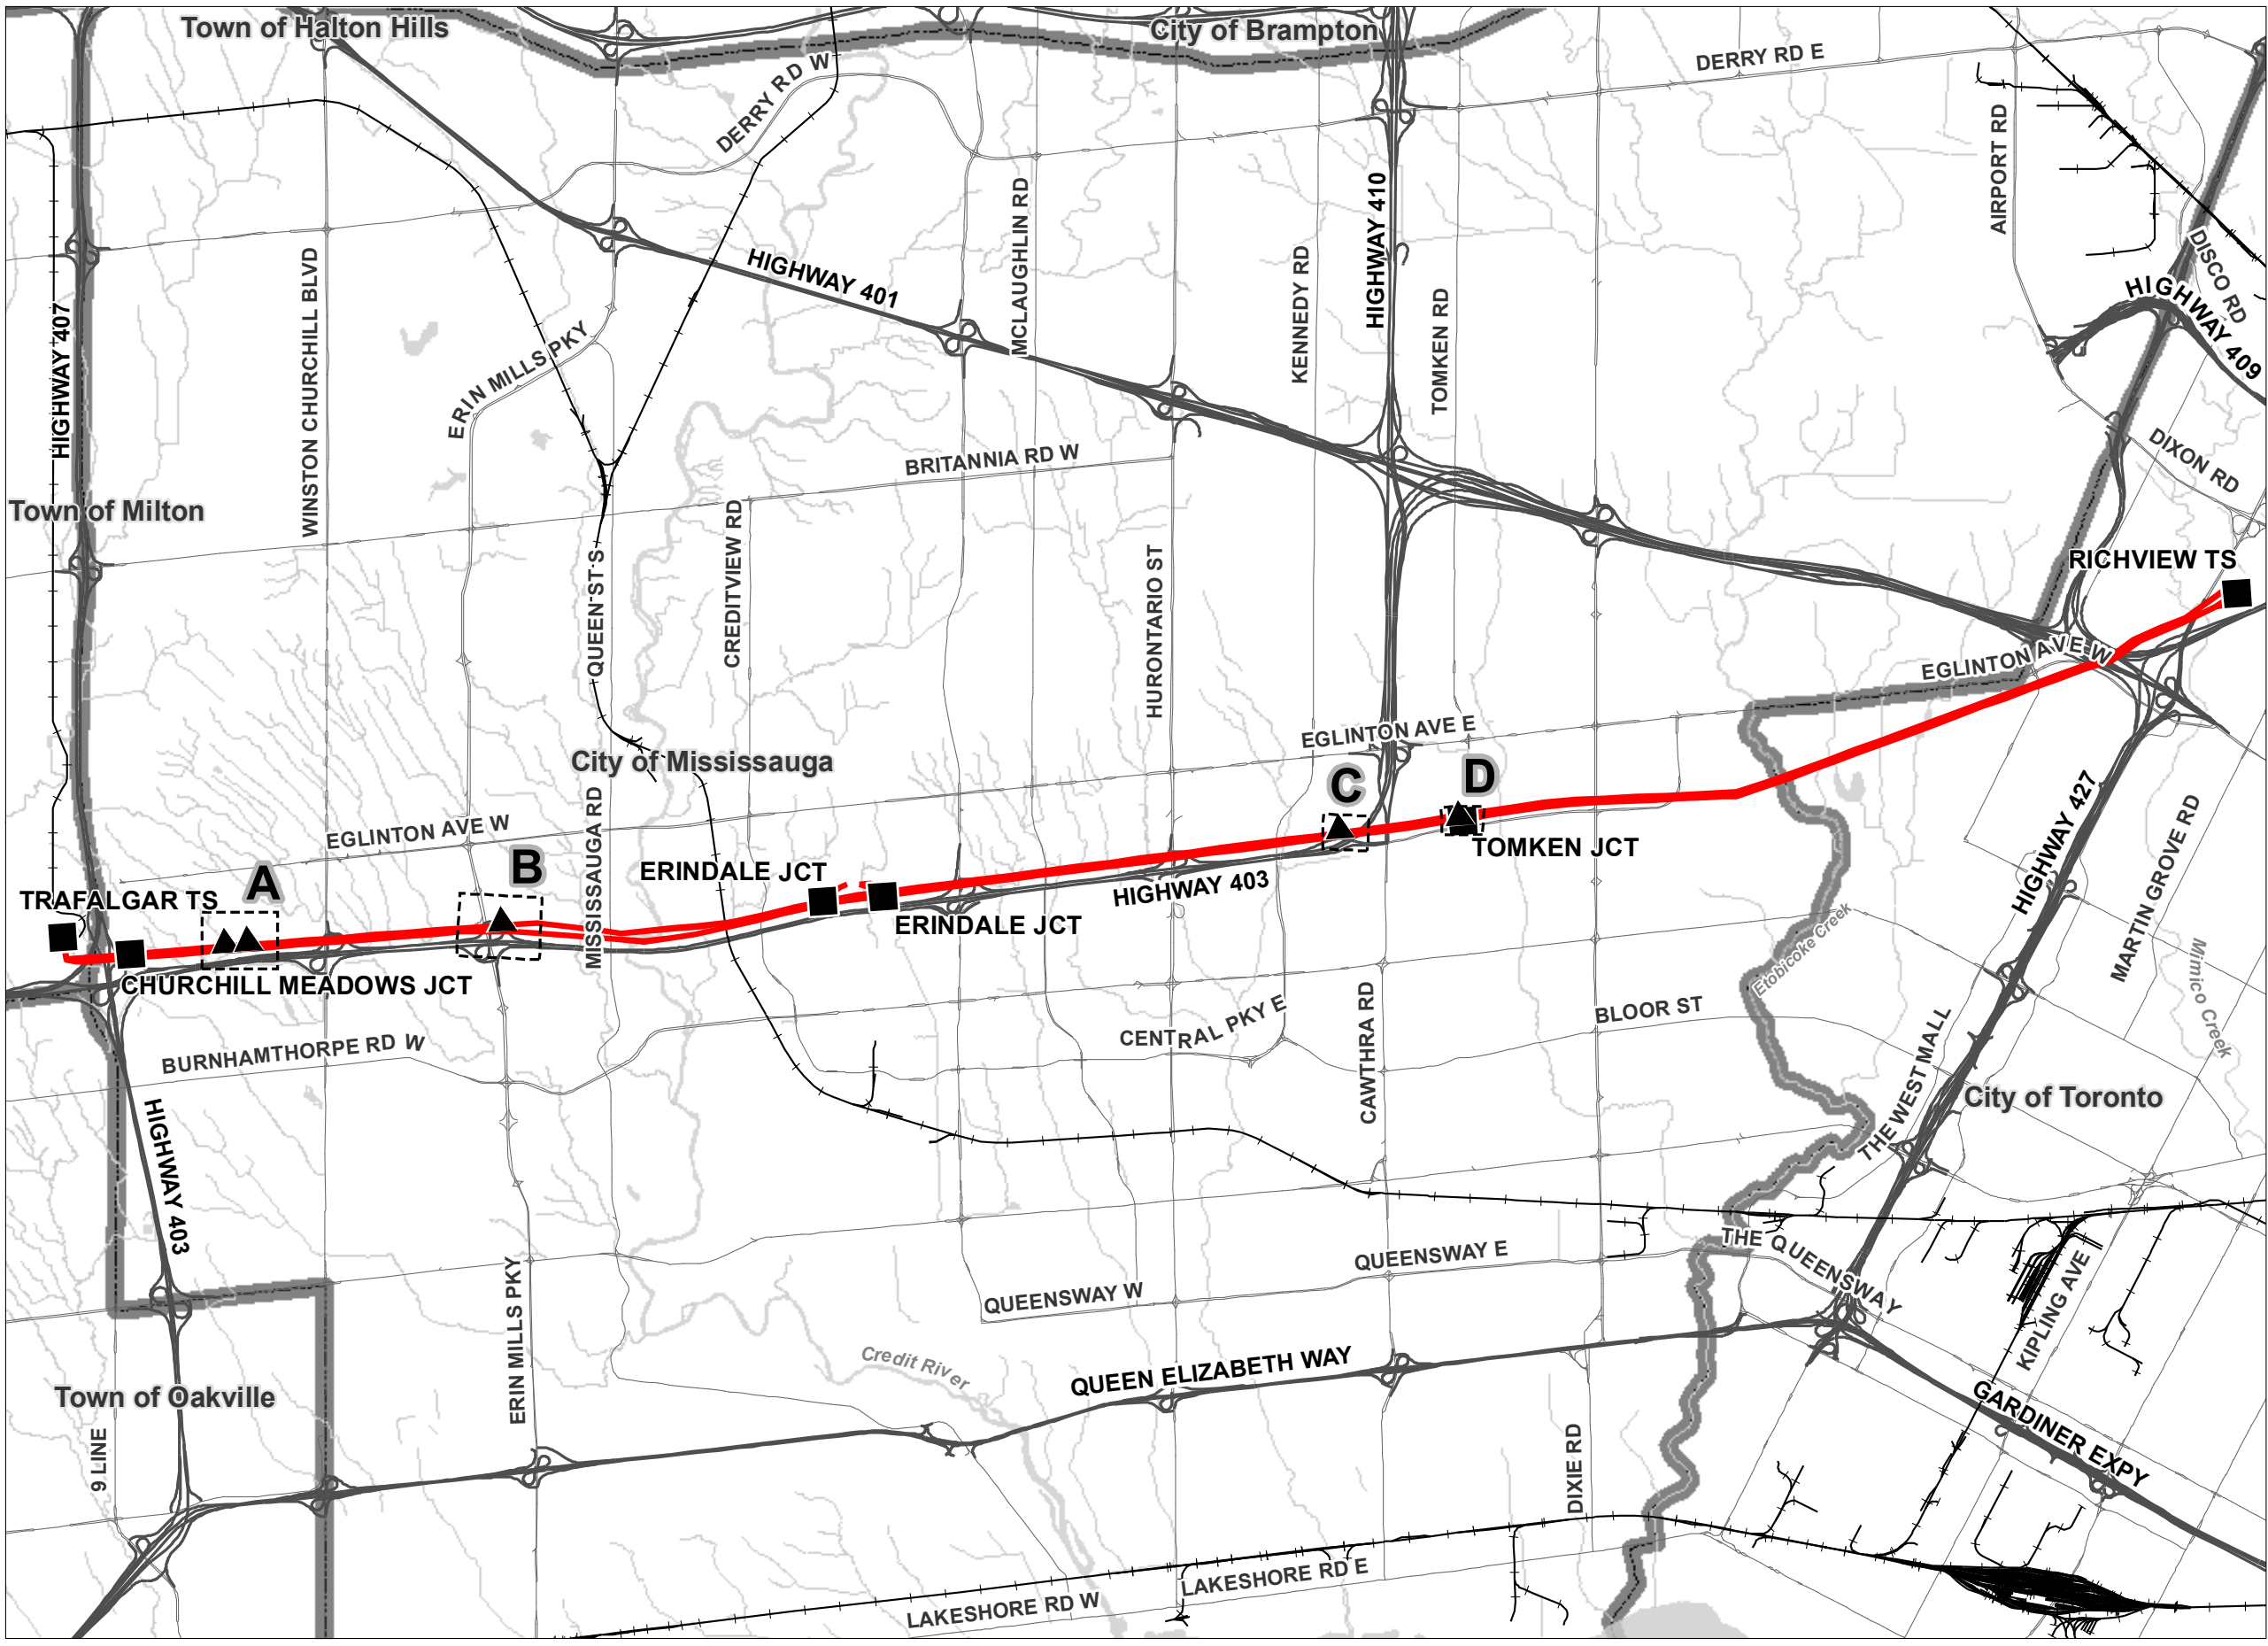 Town of Halton Hills
City of Brampton
DERRY RD W
DERRY RD E
AIRPORT RD
HIGHWAY 407
WINSTON CHURCHILL BLVD
MCLAUGHLIN RD
HIGHWAY 410
HIGHWAY 401
KENNEDY RD
TOMKEN RD
DISCO RD
HIGHWAY 409
ERIN MILLS PKY
BRITANNIA RD W
DIXON RD
Town of Milton
CREDITVIEW RD
QUEEN ST S
HURONTARIO ST
RICHVIEW TS
EGLINTON AVE W
EGLINTON AVE E
City of Mississauga
C
D
EGLINTON AVE W
MISSISSAUGA RD
HIGHWAY 427
MARTIN GROVE RD
TOMKEN JCT
B
ERINDALE JCT
A
TRAFALGAR TS
HIGHWAY 403
ERINDALE JCT
Etobicoke Creek
Mimico Creek
CHURCHILL MEADOWS JCT
BURNHAMTHORPE RD W
CENTRAL PKY E
CAWTHRA RD
BLOOR ST
THE WEST MALL
City of Toronto
HIGHWAY 403
QUEENSWAY E
THE QUEENSWAY
QUEENSWAY W
KIPLING AVE
ERIN MILLS PKY
Credit River
QUEEN ELIZABETH WAY
Town of Oakville
GARDINER EXPY
9 LINE
DIXIE RD
LAKESHORE RD E
LAKESHORE RD W